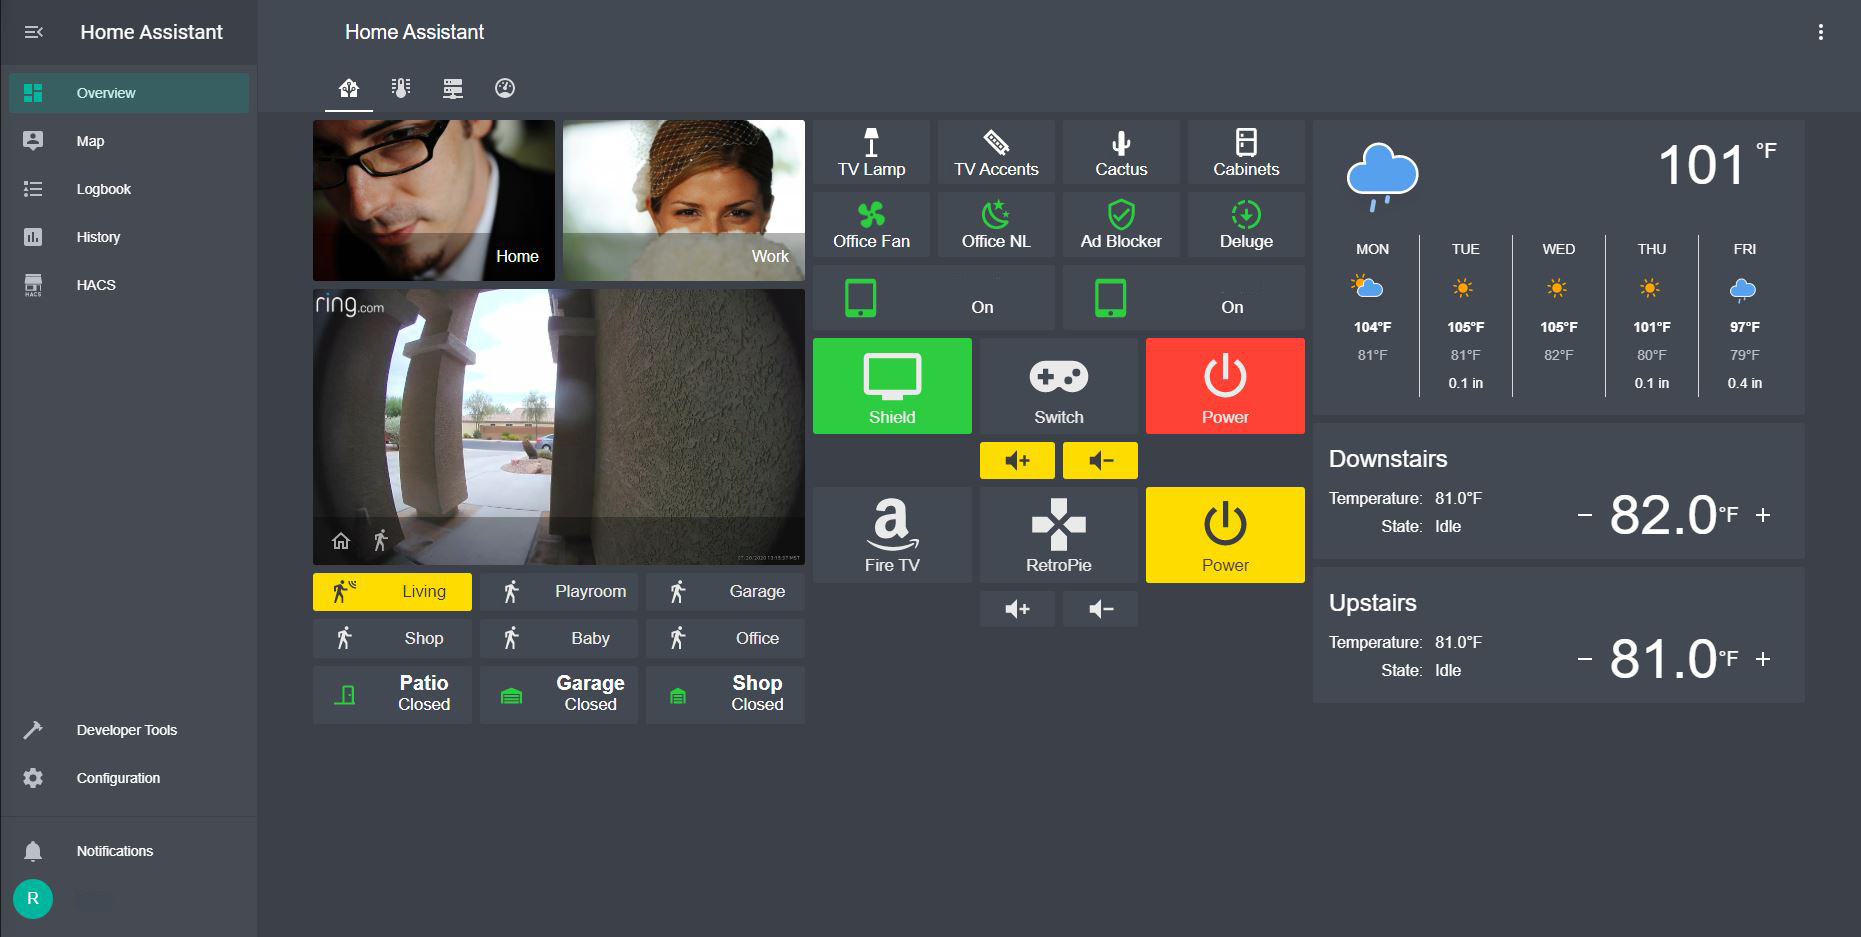 Home Assistant
Overview
Map
Logbook
History
HACS
HACS
Developer Tools
Configuration
Notifications
R
Home Assistant
Home
Work
ring.com
Living
Playroom
Garage
Shop
Baby
Office
Patio
Closed
Garage
Closed
Shop
Closed
TV Lamp
TV Accents
Cactus
Cabinets
Office Fan
Office NL
Ad Blocker
Deluge
On
On
Shield
Switch
Power
Fire TV
RetroPie
Power
101 °F
MON
TUE
WED
THU
FRI
104°F
105°F
105°F
101°F
97°F
81°F
81°F
82°F
80°F
79°F
0.1 in
0.1 in
0.4 in
Downstairs
Temperature: 81.0°F
State: Idle
− 82.0°F +
Upstairs
Temperature: 81.0°F
State: Idle
− 81.0°F +